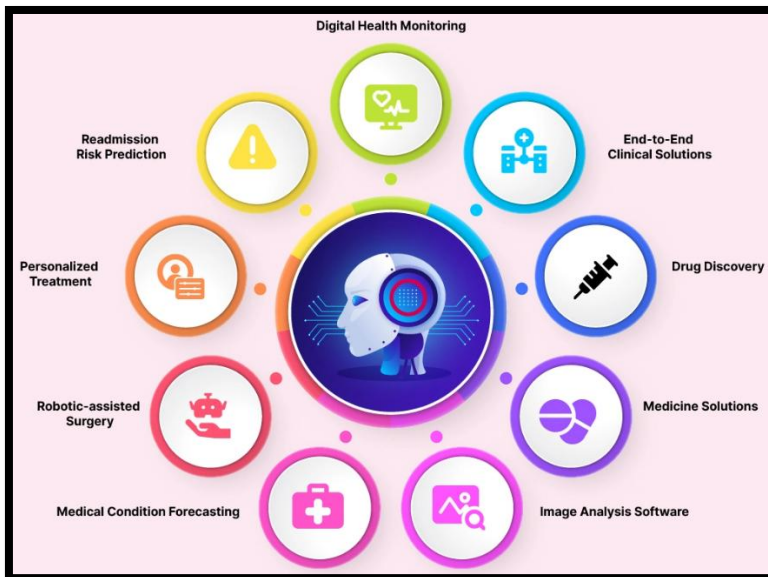 Digital Health Monitoring
End-to-End
Clinical Solutions
Drug Discovery
Medicine Solutions
Image Analysis Software
Medical Condition Forecasting
Robotic-assisted
Surgery
Personalized
Treatment
Readmission
Risk Prediction